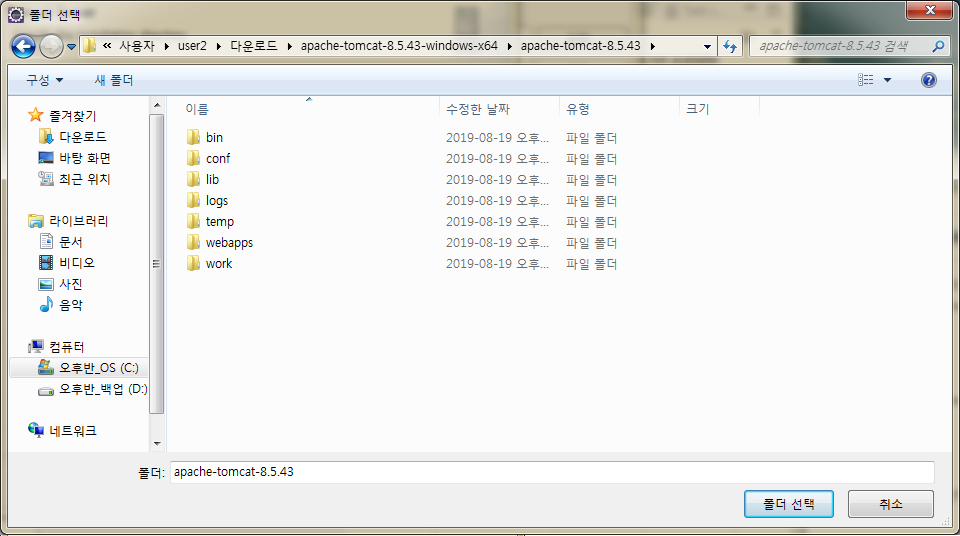 폴더 선택
« 사용자 ▸ user2 ▸ 다운로드 ▸ apache-tomcat-8.5.43-windows-x64 ▸ apache-tomcat-8.5.43 ▸
apache-tomcat-8.5.43 검색
구성 새 폴더
이름 수정한 날짜 유형 크기
즐겨찾기
다운로드
바탕 화면
최근 위치
라이브러리
문서
비디오
사진
음악
컴퓨터
오후반_OS (C:)
오후반_백업 (D:)
네트워크
bin 2019-08-19 오후... 파일 폴더
conf 2019-08-19 오후... 파일 폴더
lib 2019-08-19 오후... 파일 폴더
logs 2019-08-19 오후... 파일 폴더
temp 2019-08-19 오후... 파일 폴더
webapps 2019-08-19 오후... 파일 폴더
work 2019-08-19 오후... 파일 폴더
폴더: apache-tomcat-8.5.43
폴더 선택 취소